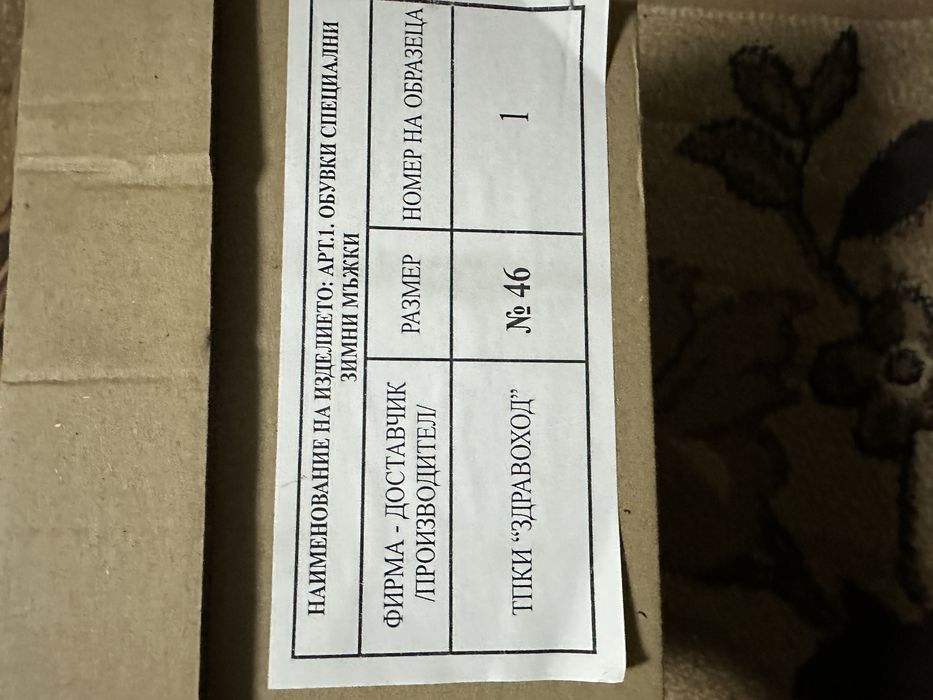 НАИМЕНОВАНИЕ НА ИЗДЕЛИЕТО: АРТ.1. ОБУВКИ СПЕЦИАЛНИ
ЗИМНИ МЪЖКИ
ФИРМА - ДОСТАВЧИК
/ПРОИЗВОДИТЕЛ/
РАЗМЕР
НОМЕР НА ОБРАЗЕЦА
ТПКИ “ЗДРАВОХОД”
№ 46
1